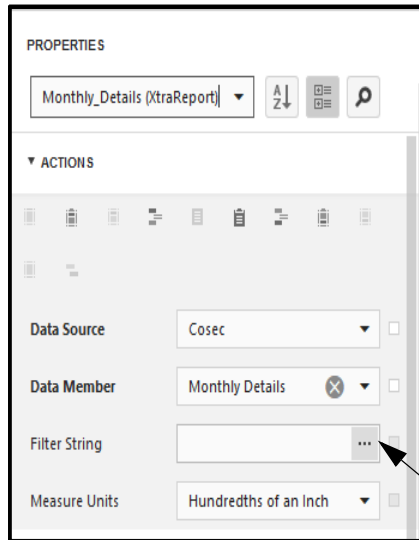 PROPERTIES
Monthly_Details (XtraReport)
A
Z
ACTIONS
Data Source Cosec
Data Member Monthly Details
Filter String ...
Measure Units Hundredths of an Inch